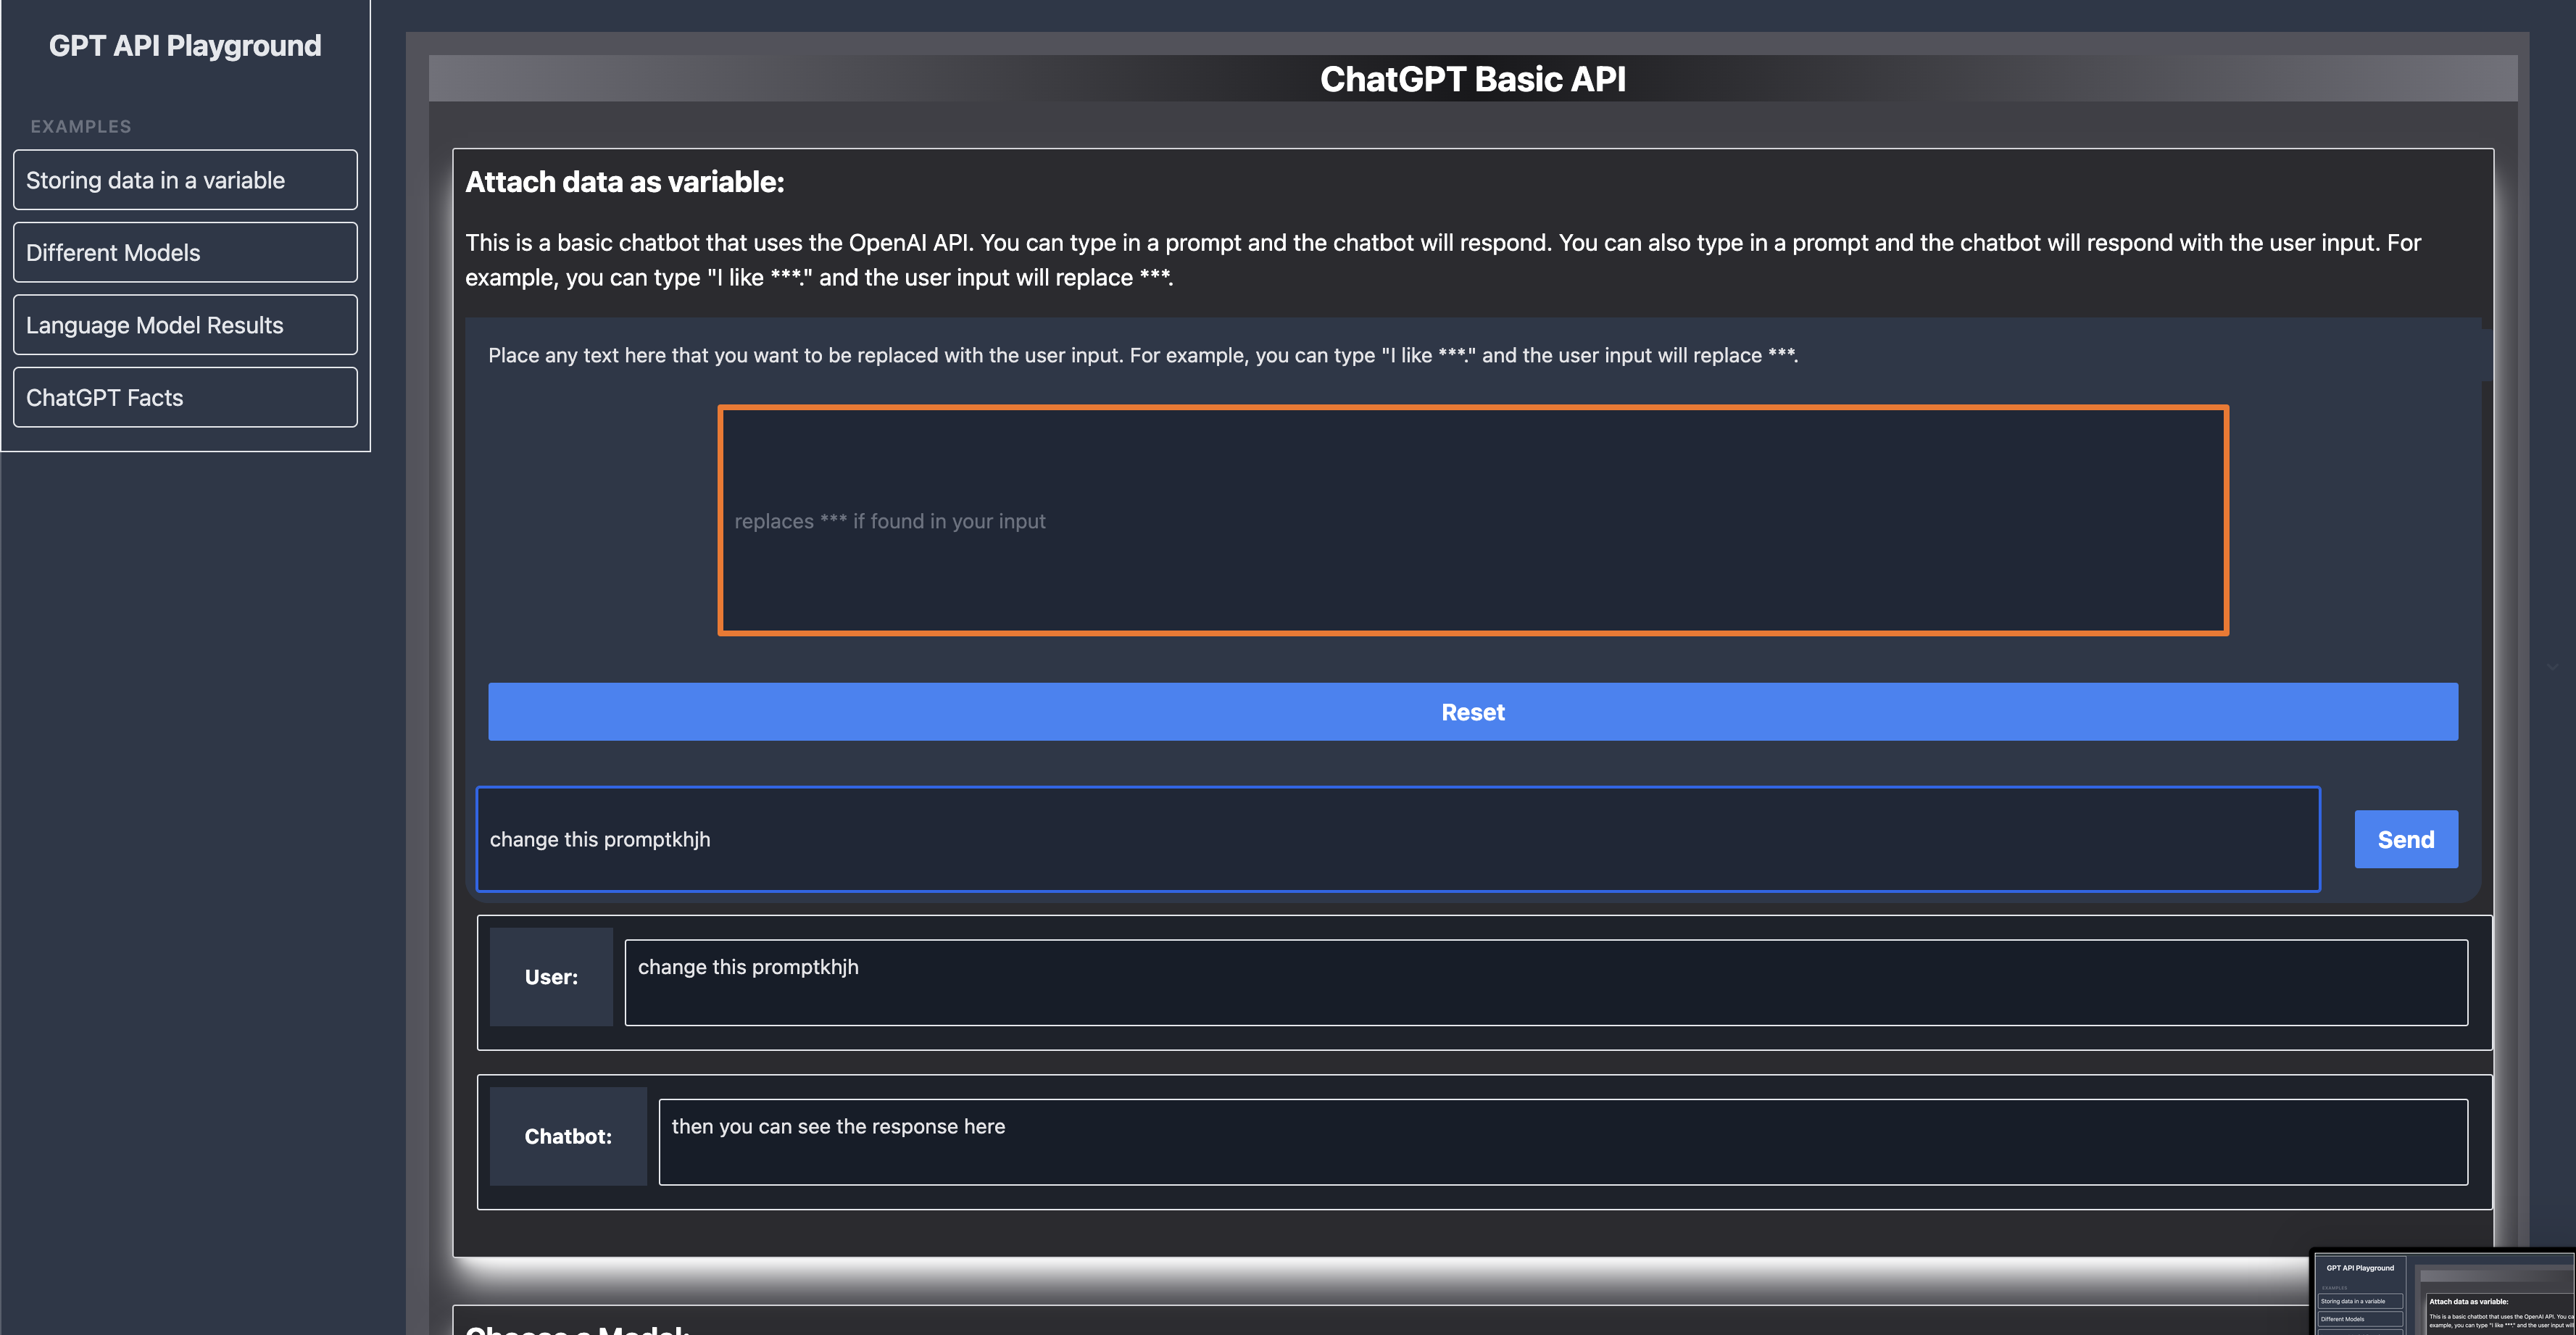 GPT API Playground
EXAMPLES
Storing data in a variable
Different Models
Language Model Results
ChatGPT Facts
ChatGPT Basic API
Attach data as variable:
This is a basic chatbot that uses the OpenAI API. You can type in a prompt and the chatbot will respond. You can also type in a prompt and the chatbot will respond with the user input. For
example, you can type "I like ***." and the user input will replace ***.
Place any text here that you want to be replaced with the user input. For example, you can type "I like ***." and the user input will replace ***.
replaces *** if found in your input
Reset
change this promptkhjh
Send
User:
change this promptkhjh
Chatbot:
then you can see the response here
Choose a Model:
GPT API Playground
EXAMPLES
Storing data in a variable
Different Models
Attach data as variable:
This is a basic chatbot that uses the OpenAI API. You
example, you can type "I like ***." and the user input will